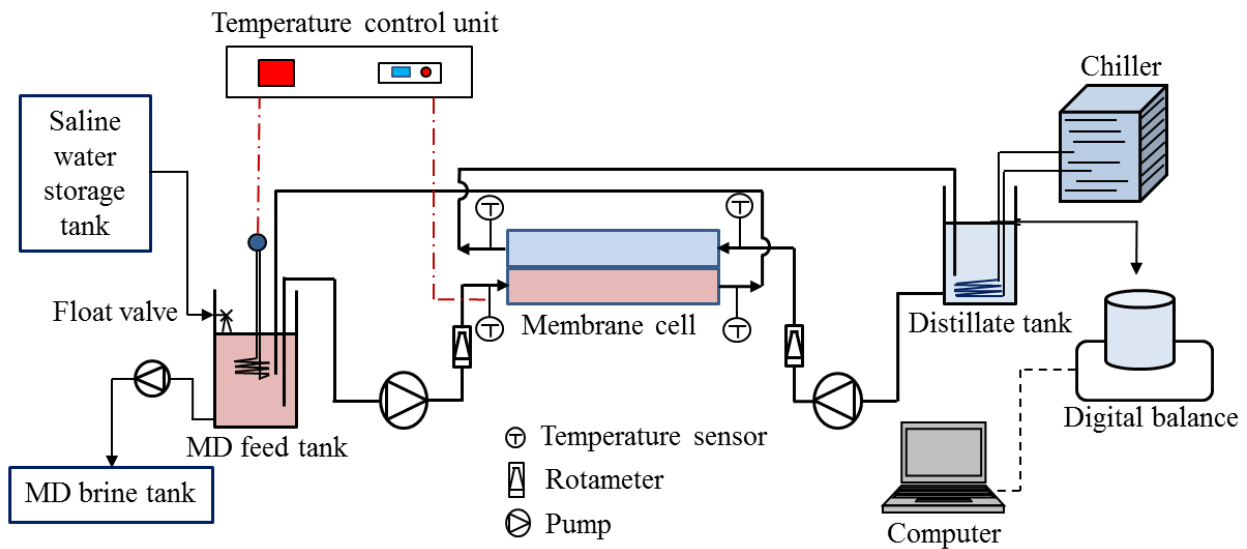 Temperature control unit
Chiller
Saline
water
storage
tank
Float valve
Membrane cell
Distillate tank
MD feed tank
Digital balance
MD brine tank
T Temperature sensor
Rotameter
Pump
Computer
T
T
T
T